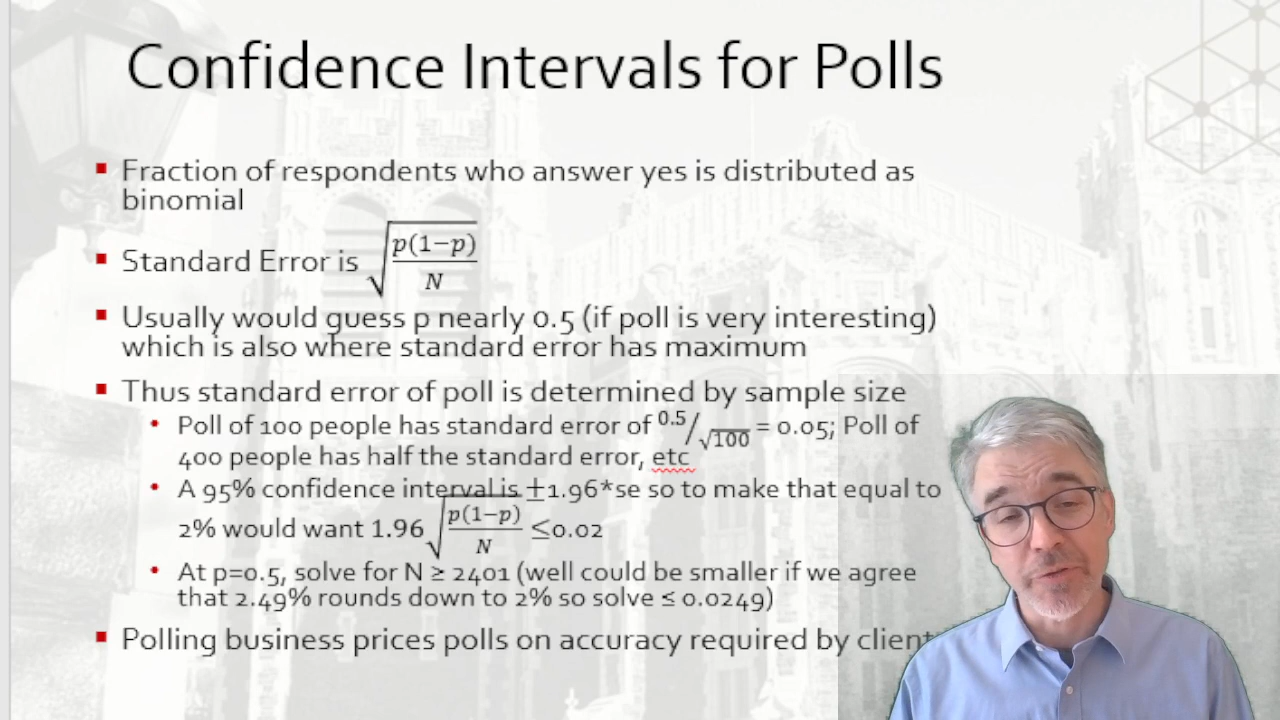 Confidence Intervals for Polls
▪ Fraction of respondents who answer yes is distributed as
binomial
▪ Standard Error is √(p(1−p)/N)
▪ Usually would guess p nearly 0.5 (if poll is very interesting)
which is also where standard error has maximum
▪ Thus standard error of poll is determined by sample size
• Poll of 100 people has standard error of 0.5/√100 = 0.05; Poll of
400 people has half the standard error, etc
• A 95% confidence interval is ±1.96*se so to make that equal to
2% would want 1.96√(p(1−p)/N) ≤0.02
• At p=0.5, solve for N ≥ 2401 (well could be smaller if we agree
that 2.49% rounds down to 2% so solve ≤ 0.0249)
▪ Polling business prices polls on accuracy required by client